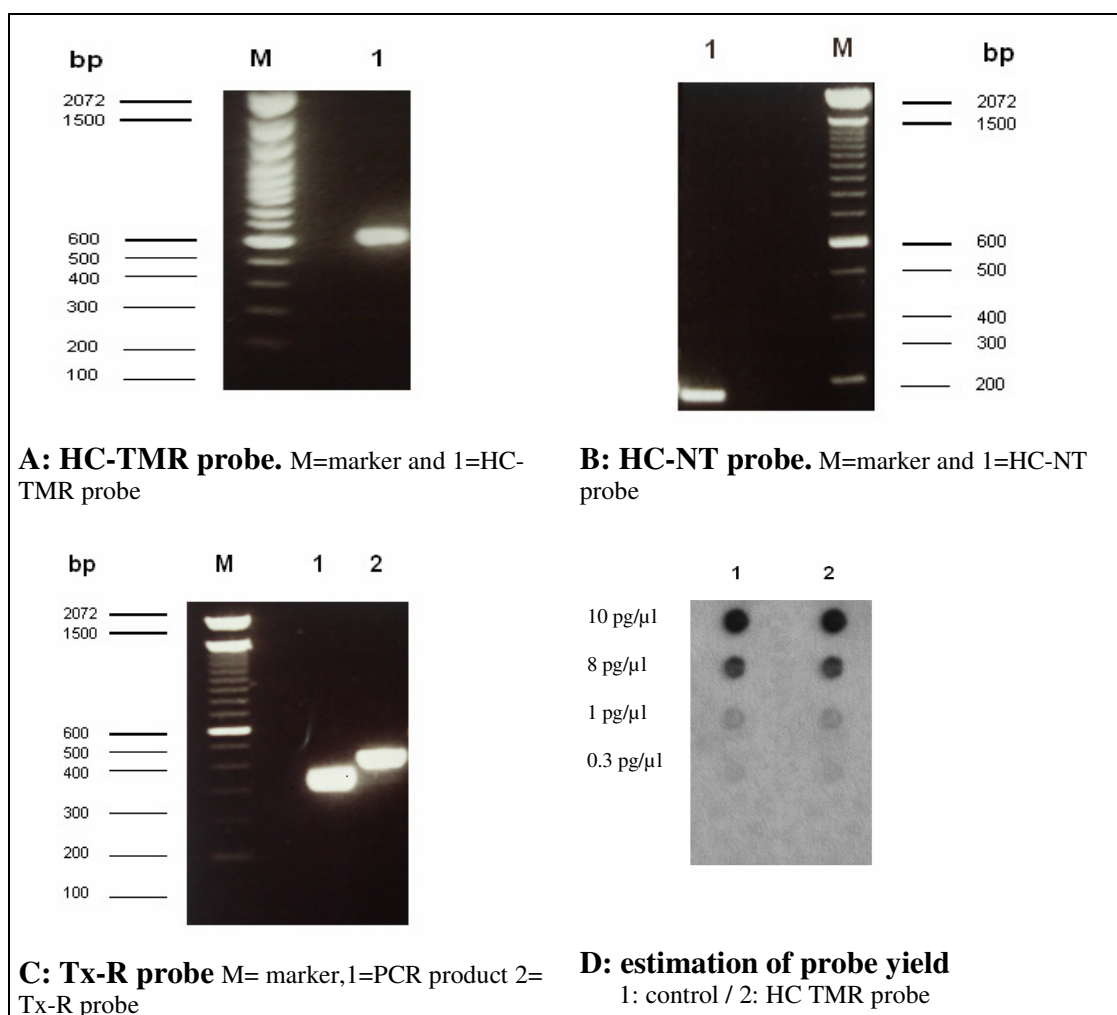 bp M 1
2072
1500
600
500
400
300
200
100
A: HC-TMR probe. M=marker and 1=HC-
TMR probe
1 M bp
2072
1500
600
500
400
300
200
B: HC-NT probe. M=marker and 1=HC-NT
probe
bp M 1 2
2072
1500
600
500
400
300
200
100
C: Tx-R probe M= marker,1=PCR product 2=
Tx-R probe
1 2
10 pg/µl
8 pg/µl
1 pg/µl
0.3 pg/µl
D: estimation of probe yield
1: control / 2: HC TMR probe